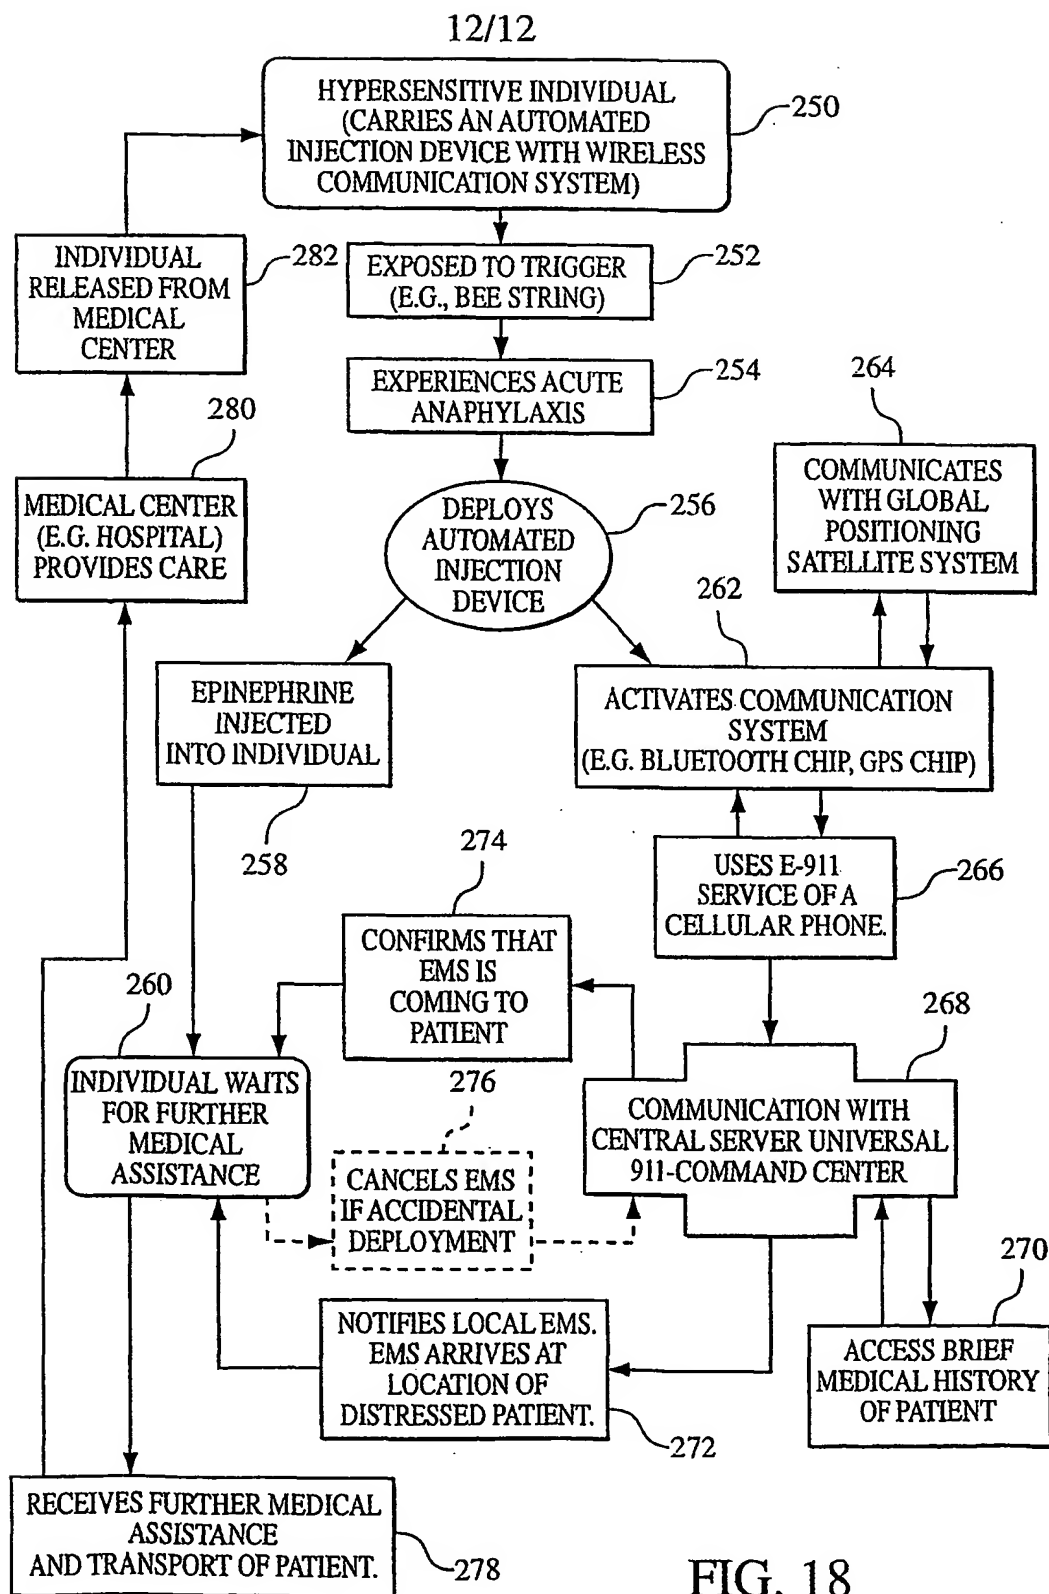 12/12
HYPERSENSITIVE INDIVIDUAL
(CARRIES AN AUTOMATED
INJECTION DEVICE WITH WIRELESS
COMMUNICATION SYSTEM)
250
EXPOSED TO TRIGGER
(E.G., BEE STRING)
252
EXPERIENCES ACUTE
ANAPHYLAXIS
254
DEPLOYS
AUTOMATED
INJECTION
DEVICE
256
EPINEPHRINE
INJECTED
INTO INDIVIDUAL
258
INDIVIDUAL WAITS
FOR FURTHER
MEDICAL
ASSISTANCE
260
262
ACTIVATES COMMUNICATION
SYSTEM
(E.G. BLUETOOTH CHIP, GPS CHIP)
264
COMMUNICATES
WITH GLOBAL
POSITIONING
SATELLITE SYSTEM
USES E-911
SERVICE OF A
CELLULAR PHONE.
266
268
COMMUNICATION WITH
CENTRAL SERVER UNIVERSAL
911-COMMAND CENTER
270
ACCESS BRIEF
MEDICAL HISTORY
OF PATIENT
NOTIFIES LOCAL EMS.
EMS ARRIVES AT
LOCATION OF
DISTRESSED PATIENT.
272
274
CONFIRMS THAT
EMS IS
COMING TO
PATIENT
276
CANCELS EMS
IF ACCIDENTAL
DEPLOYMENT
RECEIVES FURTHER MEDICAL
ASSISTANCE
AND TRANSPORT OF PATIENT.
278
280
MEDICAL CENTER
(E.G. HOSPITAL)
PROVIDES CARE
INDIVIDUAL
RELEASED FROM
MEDICAL
CENTER
282
FIG. 18